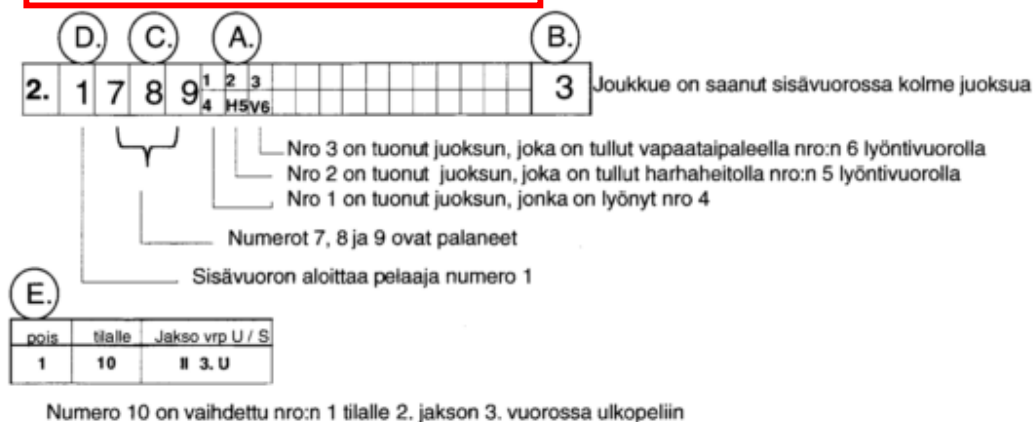 D. C. A. B.
2. 1 7 8 9 1 2 3 3 Joukkue on saanut sisävuorossa kolme juoksua
4 H5 V6
Nro 3 on tuonut juoksun, joka on tullut vapaataipaleella nro:n 6 lyöntivuorolla
Nro 2 on tuonut juoksun, joka on tullut harhaheitolla nro:n 5 lyöntivuorolla
Nro 1 on tuonut juoksun, jonka on lyönyt nro 4
Numerot 7, 8 ja 9 ovat palaneet
Sisävuoron aloittaa pelaaja numero 1
E.
pois tilalle Jakso vrp U / S
1 10 II 3. U
Numero 10 on vaihdettu nro:n 1 tilalle 2. jakson 3. vuorossa ulkopeliin